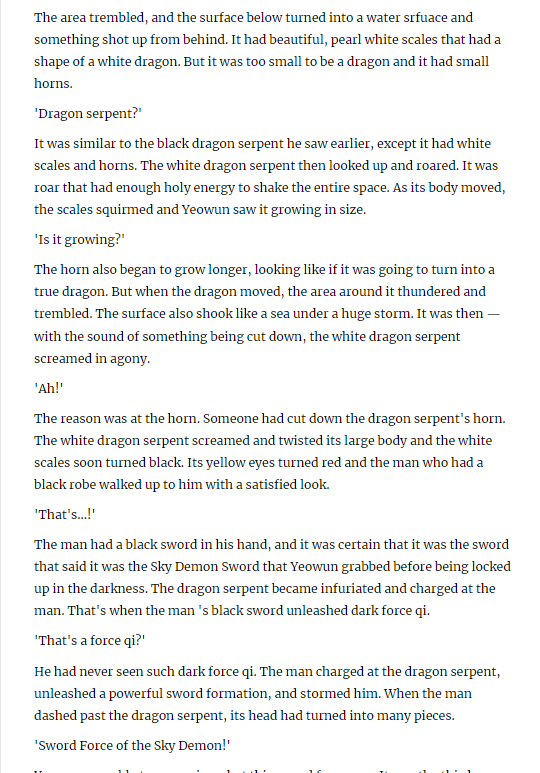 The area trembled, and the surface below turned into a water srfuace and
something shot up from behind. It had beautiful, pearl white scales that had a
shape of a white dragon. But it was too small to be a dragon and it had small
horns.
'Dragon serpent?'
It was similar to the black dragon serpent he saw earlier, except it had white
scales and horns. The white dragon serpent then looked up and roared. It was
roar that had enough holy energy to shake the entire space. As its body moved,
the scales squirmed and Yeowun saw it growing in size.
'Is it growing?'
The horn also began to grow longer, looking like if it was going to turn into a
true dragon. But when the dragon moved, the area around it thundered and
trembled. The surface also shook like a sea under a huge storm. It was then —
with the sound of something being cut down, the white dragon serpent
screamed in agony.
'Ah!'
The reason was at the horn. Someone had cut down the dragon serpent's horn.
The white dragon serpent screamed and twisted its large body and the white
scales soon turned black. Its yellow eyes turned red and the man who had a
black robe walked up to him with a satisfied look.
'That's...!'
The man had a black sword in his hand, and it was certain that it was the sword
that said it was the Sky Demon Sword that Yeowun grabbed before being locked
up in the darkness. The dragon serpent became infuriated and charged at the
man. That's when the man 's black sword unleashed dark force qi.
'That's a force qi?'
He had never seen such dark force qi. The man charged at the dragon serpent,
unleashed a powerful sword formation, and stormed him. When the man
dashed past the dragon serpent, its head had turned into many pieces.
'Sword Force of the Sky Demon!'